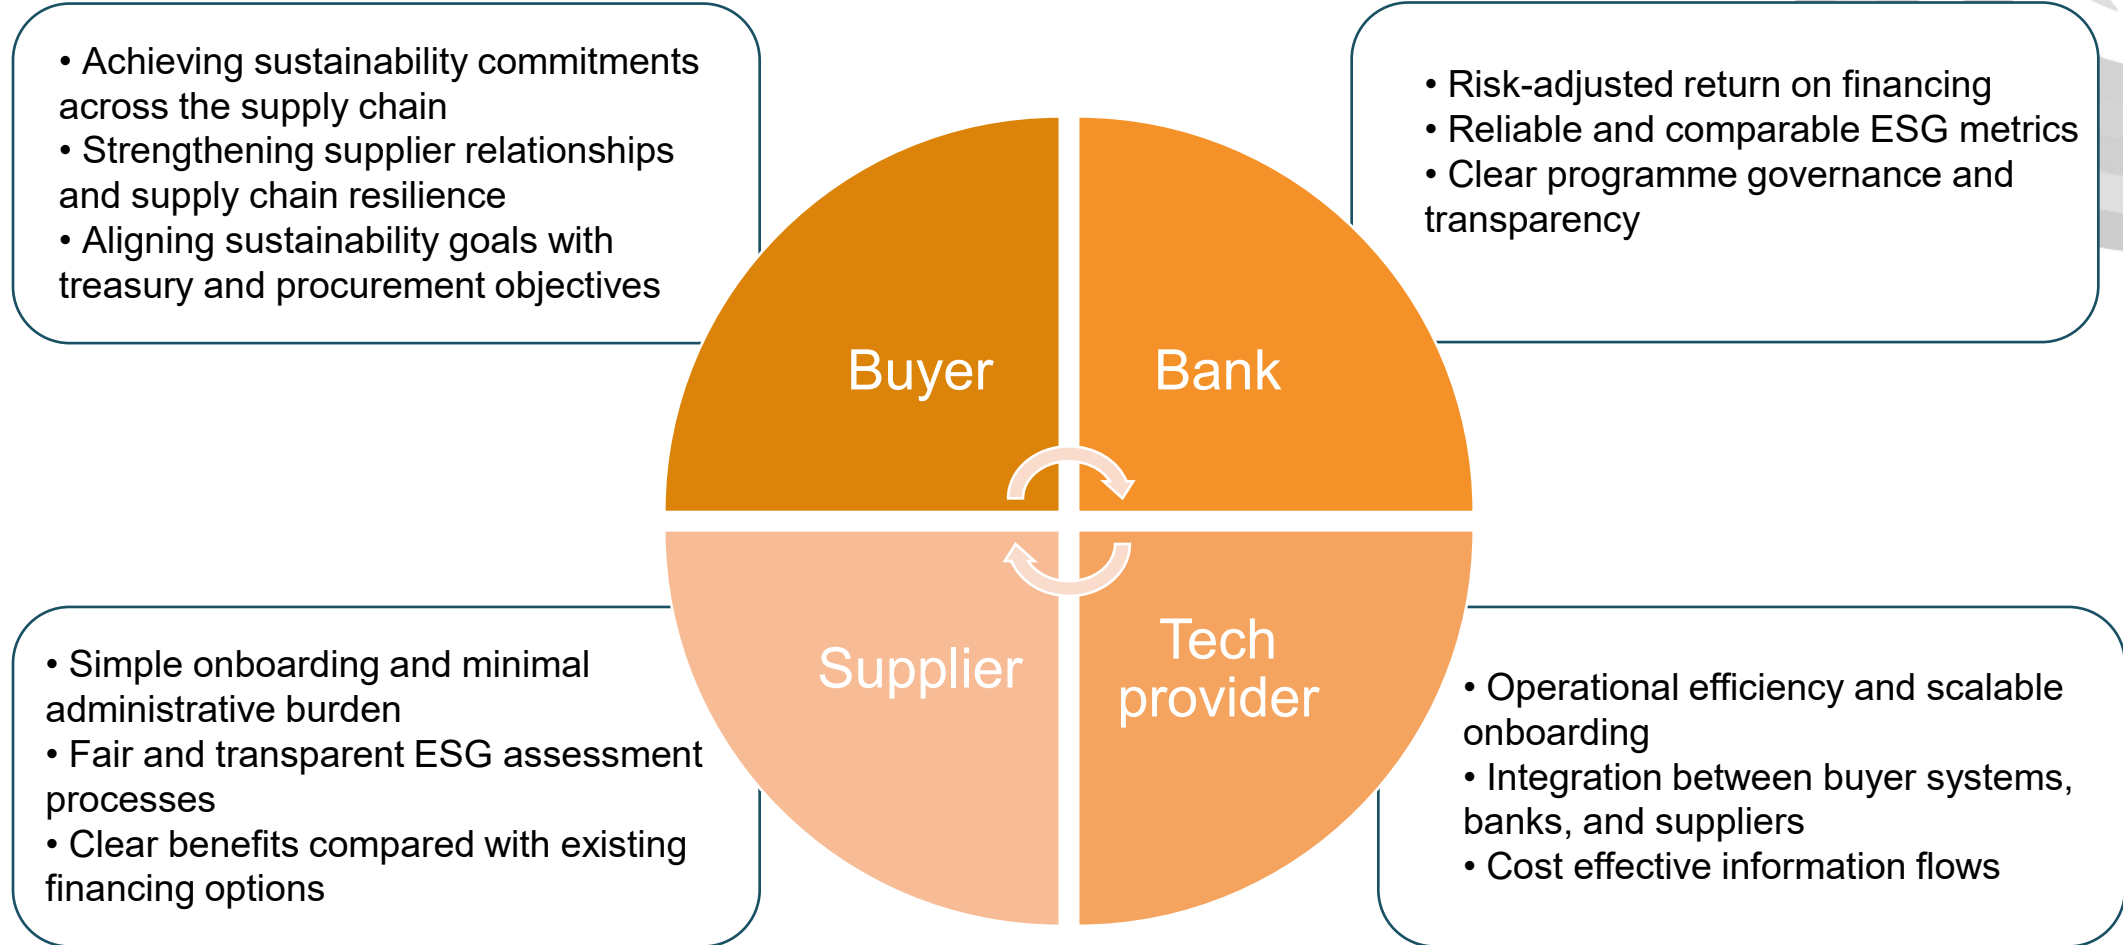 • Achieving sustainability commitments
across the supply chain
• Strengthening supplier relationships
and supply chain resilience
• Aligning sustainability goals with
treasury and procurement objectives
• Risk-adjusted return on financing
• Reliable and comparable ESG metrics
• Clear programme governance and
transparency
Buyer
Bank
Supplier
Tech
provider
• Simple onboarding and minimal
administrative burden
• Fair and transparent ESG assessment
processes
• Clear benefits compared with existing
financing options
• Operational efficiency and scalable
onboarding
• Integration between buyer systems,
banks, and suppliers
• Cost effective information flows